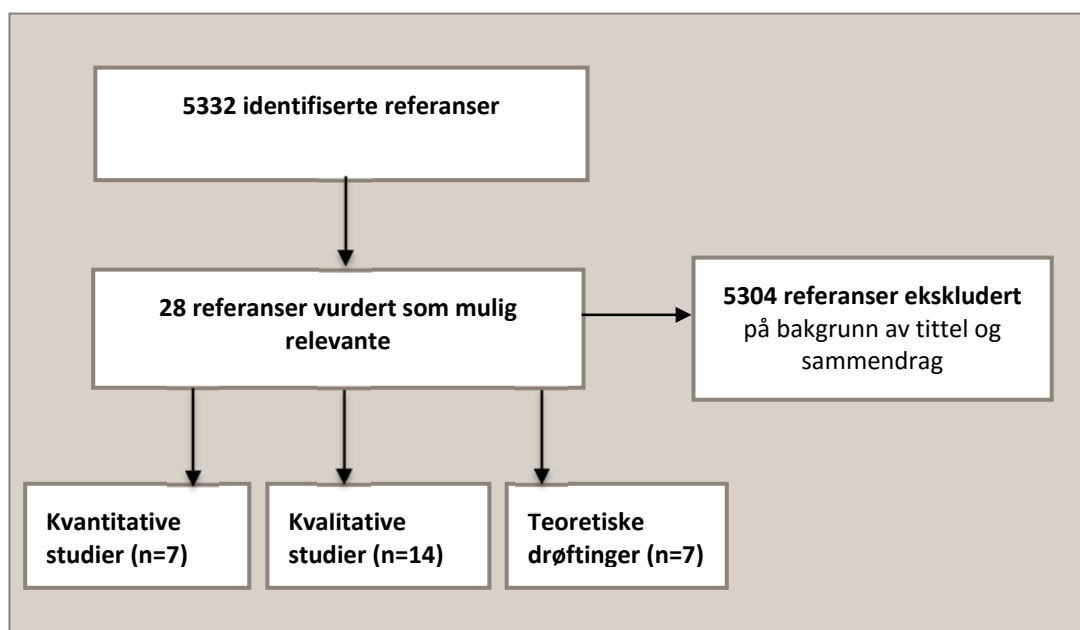 5332 identifiserte referanser
28 referanser vurdert som mulig
relevante
5304 referanser ekskludert
på bakgrunn av tittel og
sammendrag
Kvantitative
studier (n=7)
Kvalitative
studier (n=14)
Teoretiske
drøftinger (n=7)